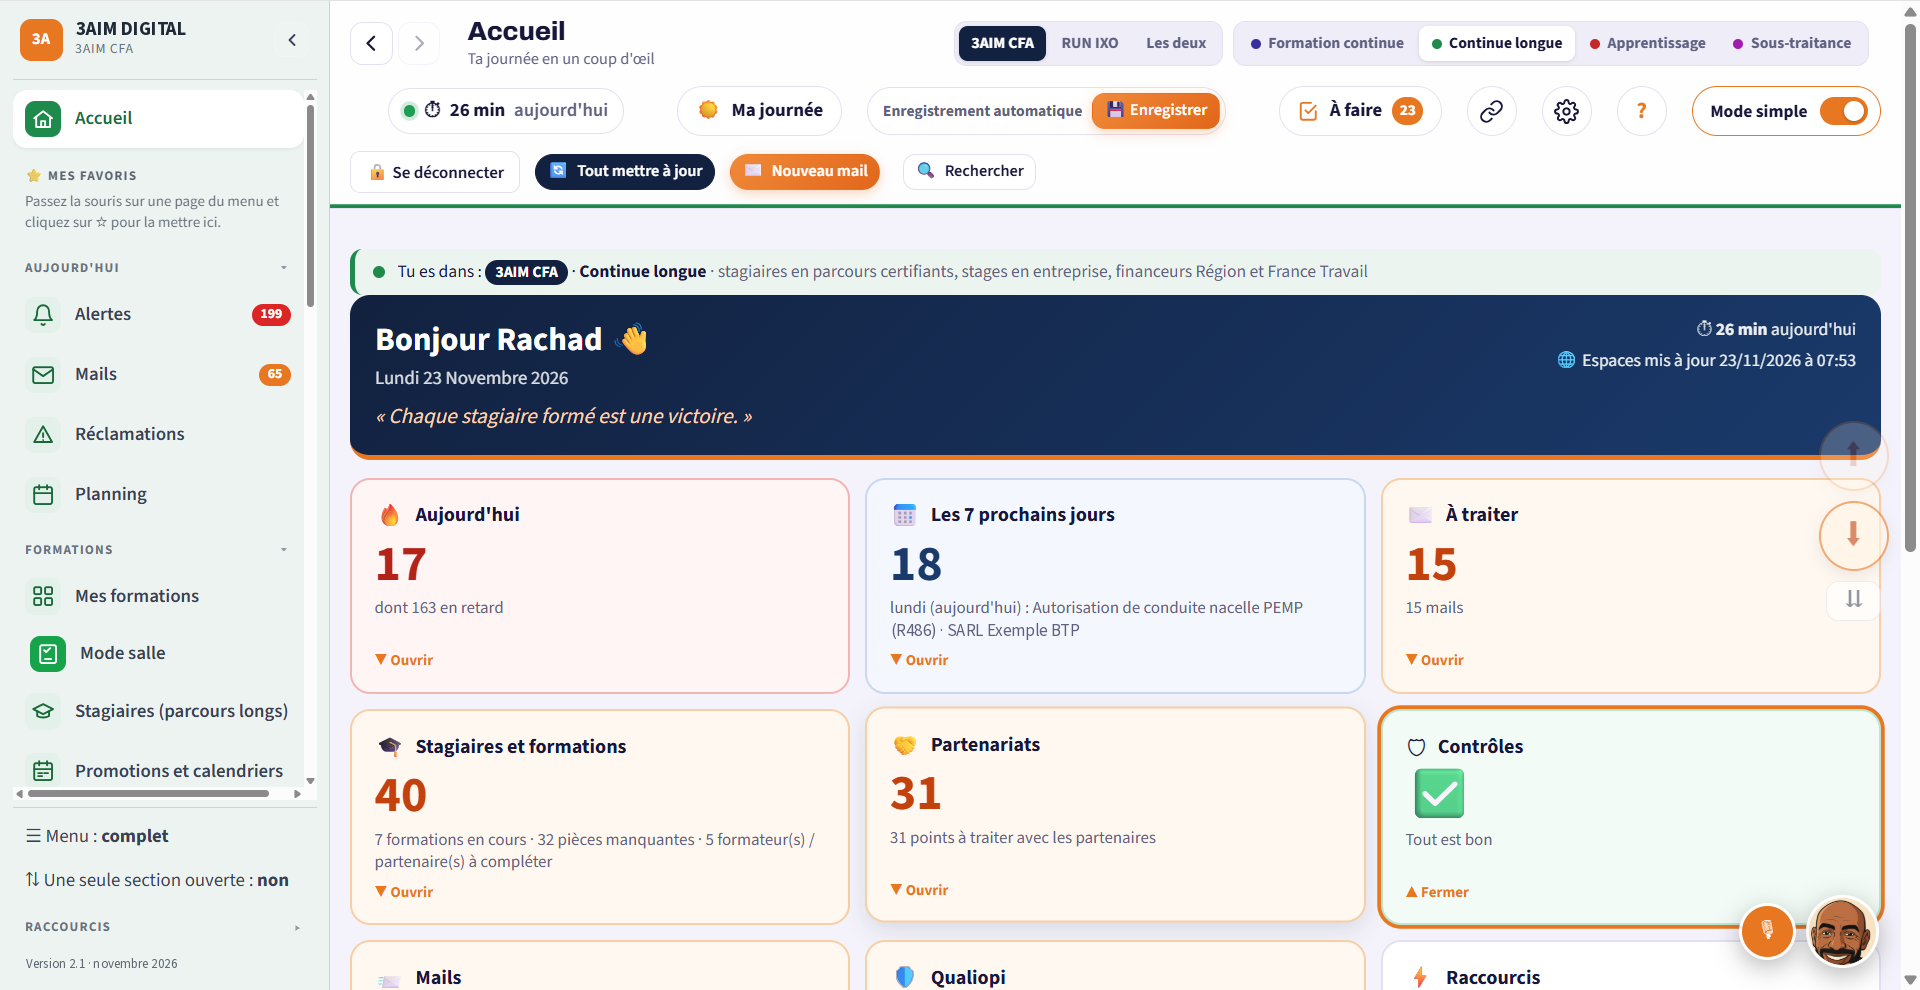 3A
3AIM DIGITAL
3AIM CFA
Accueil
MES FAVORIS
Passez la souris sur une page du menu et
cliquez sur ☆ pour la mettre ici.
AUJOURD'HUI
Alertes 199
Mails 65
Réclamations
Planning
FORMATIONS
Mes formations
Mode salle
Stagiaires (parcours longs)
Promotions et calendriers
☰ Menu : complet
⇅ Une seule section ouverte : non
RACCOURCIS
Version 2.1 · novembre 2026
Accueil
Ta journée en un coup d'œil
3AIM CFA RUN IXO Les deux
Formation continue Continue longue Apprentissage Sous-traitance
26 min aujourd'hui
Ma journée
Enregistrement automatique Enregistrer
À faire 23
?
Mode simple
Se déconnecter
Tout mettre à jour
Nouveau mail
Rechercher
Tu es dans : 3AIM CFA · Continue longue · stagiaires en parcours certifiants, stages en entreprise, financeurs Région et France Travail
Bonjour Rachad
Lundi 23 Novembre 2026
« Chaque stagiaire formé est une victoire. »
26 min aujourd'hui
Espaces mis à jour 23/11/2026 à 07:53
Aujourd'hui
17
dont 163 en retard
▼ Ouvrir
Les 7 prochains jours
18
lundi (aujourd'hui) : Autorisation de conduite nacelle PEMP
(R486) · SARL Exemple BTP
▼ Ouvrir
À traiter
15
15 mails
▼ Ouvrir
Stagiaires et formations
40
7 formations en cours · 32 pièces manquantes · 5 formateur(s) /
partenaire(s) à compléter
▼ Ouvrir
Partenariats
31
31 points à traiter avec les partenaires
▼ Ouvrir
Contrôles
Tout est bon
▲ Fermer
Mails
Qualiopi
Raccourcis